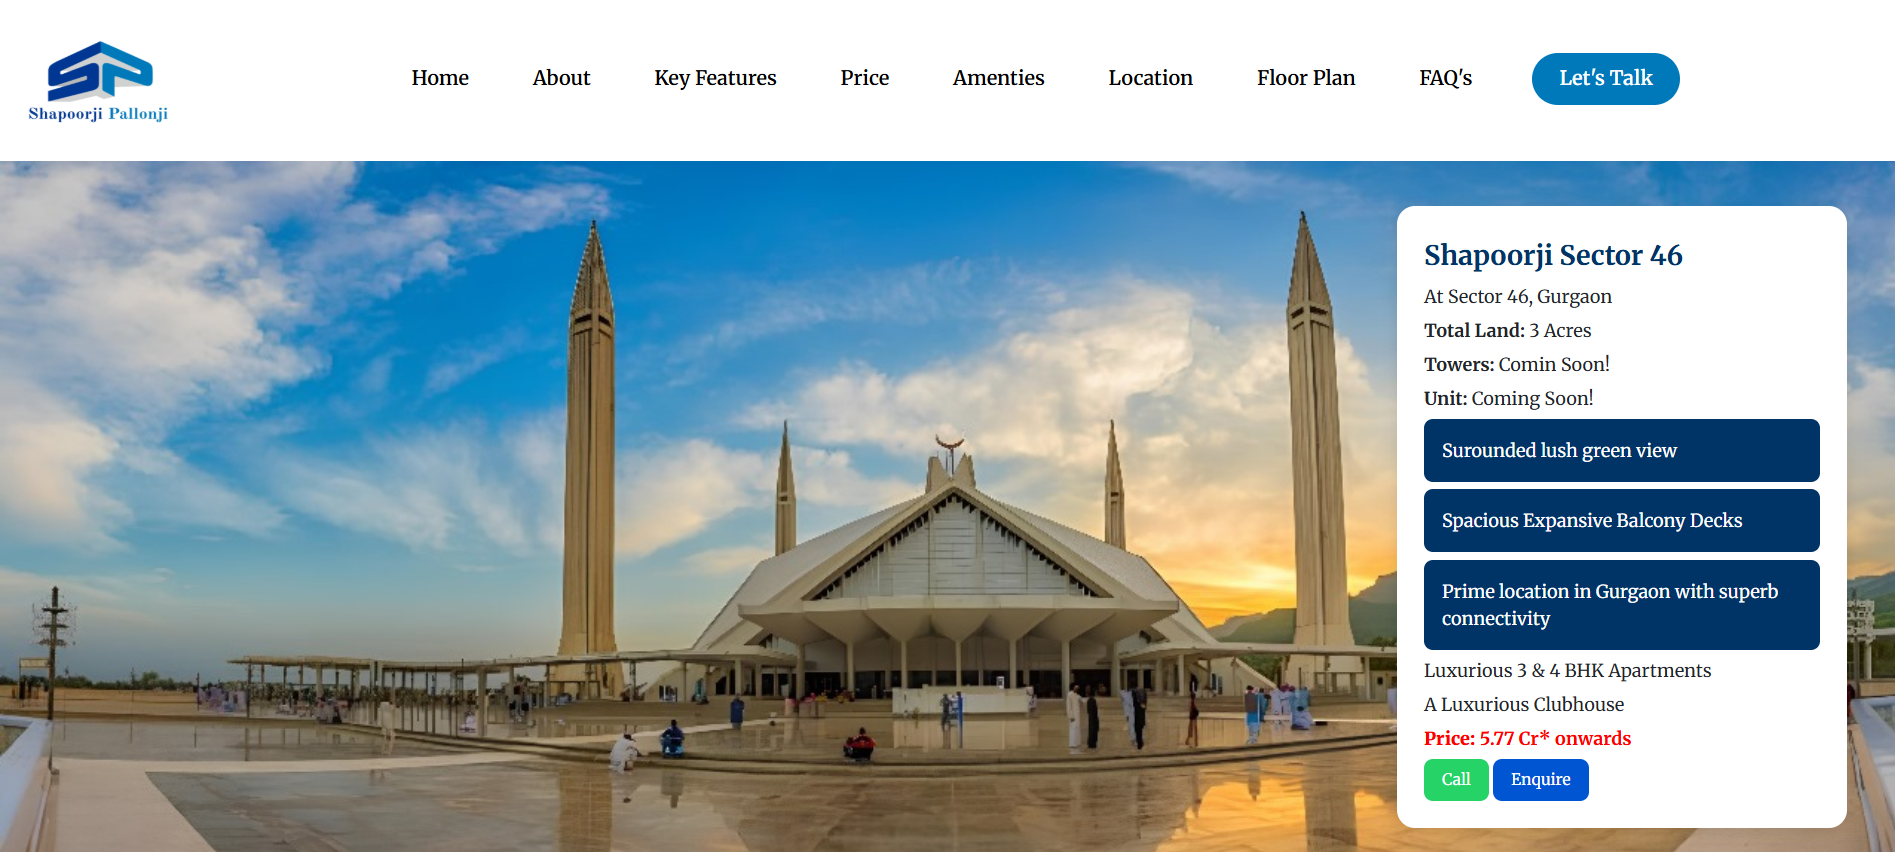 Shapoorji Pallonji
Home
About
Key Features
Price
Amenties
Location
Floor Plan
FAQ's
Let's Talk
Shapoorji Sector 46
At Sector 46, Gurgaon
Total Land: 3 Acres
Towers: Comin Soon!
Unit: Coming Soon!
Surounded lush green view
Spacious Expansive Balcony Decks
Prime location in Gurgaon with superb
connectivity
Luxurious 3 & 4 BHK Apartments
A Luxurious Clubhouse
Price: 5.77 Cr* onwards
Call
Enquire